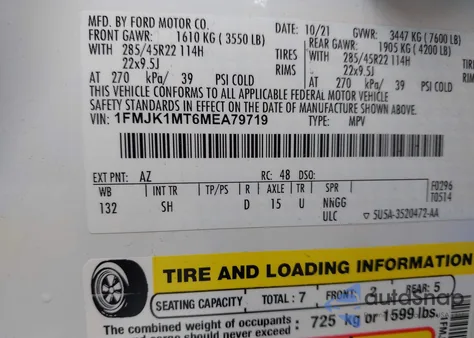 MFD. BY FORD MOTOR CO.
DATE: 10/21 GVWR: 3447 KG (7600 LB)
FRONT GAWR: 1610 KG (3550 LB) REAR GAWR: 1905 KG (4200 LB)
WITH 285/45R22 114H TIRES WITH 285/45R22 114H
22x9.5J RIMS 22x9.5J
AT 270 kPa/ 39 PSI COLD AT 270 kPa/ 39 PSI COLD
THIS VEHICLE CONFORMS TO ALL APPLICABLE FEDERAL MOTOR VEHICLE
SAFETY STANDARDS IN EFFECT ON THE DATE OF MANUFACTURE SHOWN ABOVE.
VIN: 1FMJK1MT6MEA79719 TYPE: MPV
EXT PNT: AZ RC: 48 DSO:
WB INT TR TP/PS R AXLE TR SPR F0296
132 SH D 15 U NNGG T0514
ULC 5U5A-3520472-AA
TIRE AND LOADING INFORMATION
SEATING CAPACITY TOTAL : 7 FRONT : 2 REAR: 5
The combined weight of occupants : 725 kg or 1599 lbs.
should never exceed
autoSnap